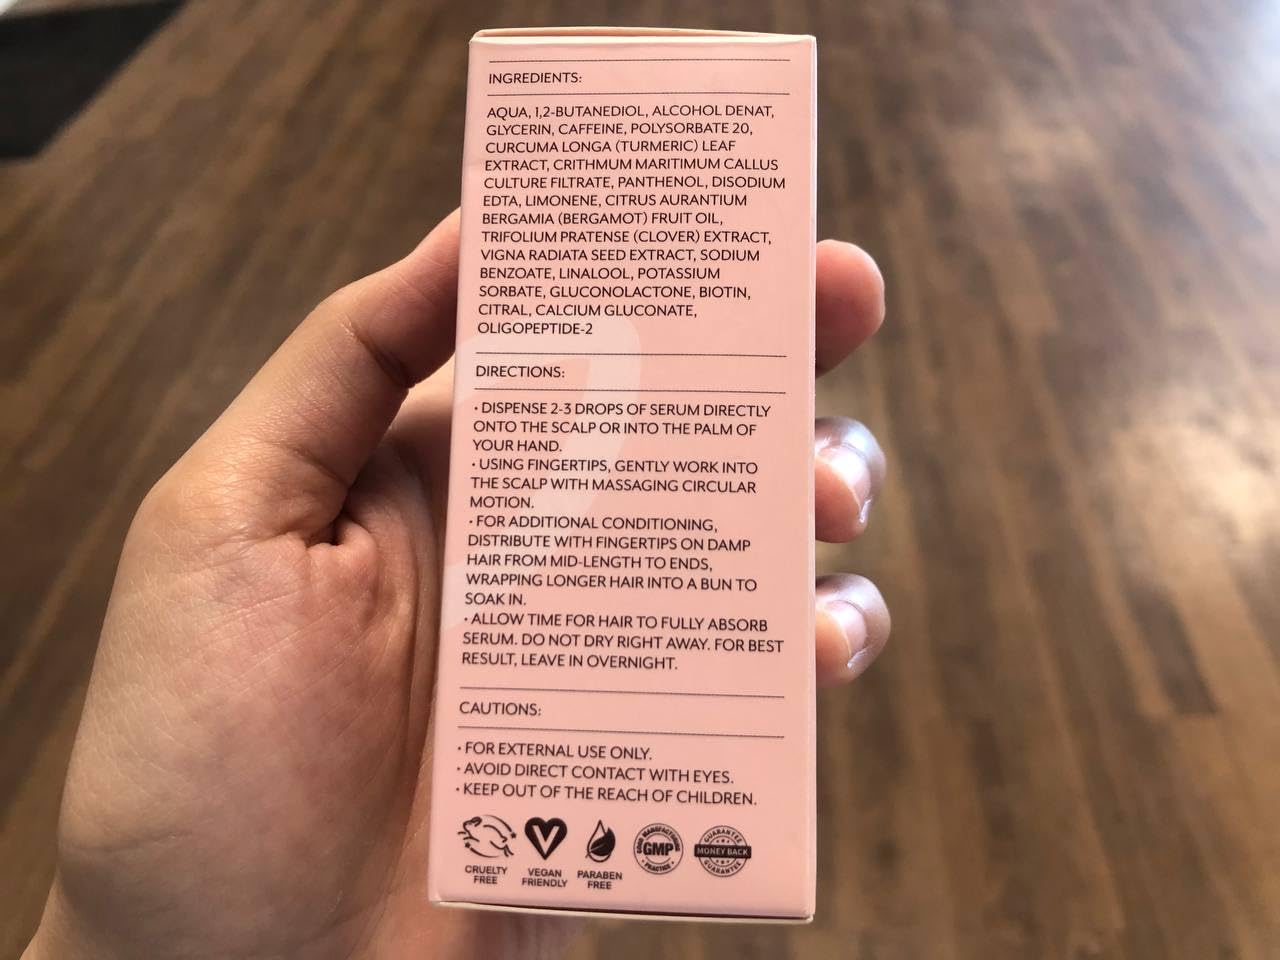 INGREDIENTS:
AQUA, 1,2-BUTANEDIOL, ALCOHOL DENAT,
GLYCERIN, CAFFEINE, POLYSORBATE 20,
CURCUMA LONGA (TURMERIC) LEAF
EXTRACT, CRITHMUM MARITIMUM CALLUS
CULTURE FILTRATE, PANTHENOL, DISODIUM
EDTA, LIMONENE, CITRUS AURANTIUM
BERGAMIA (BERGAMOT) FRUIT OIL,
TRIFOLIUM PRATENSE (CLOVER) EXTRACT,
VIGNA RADIATA SEED EXTRACT, SODIUM
BENZOATE, LINALOOL, POTASSIUM
SORBATE, GLUCONOLACTONE, BIOTIN,
CITRAL, CALCIUM GLUCONATE,
OLIGOPEPTIDE-2
DIRECTIONS:
• DISPENSE 2-3 DROPS OF SERUM DIRECTLY
ONTO THE SCALP OR INTO THE PALM OF
YOUR HAND.
• USING FINGERTIPS, GENTLY WORK INTO
THE SCALP WITH MASSAGING CIRCULAR
MOTION.
• FOR ADDITIONAL CONDITIONING,
DISTRIBUTE WITH FINGERTIPS ON DAMP
HAIR FROM MID-LENGTH TO ENDS,
WRAPPING LONGER HAIR INTO A BUN TO
SOAK IN.
• ALLOW TIME FOR HAIR TO FULLY ABSORB
SERUM. DO NOT DRY RIGHT AWAY. FOR BEST
RESULT, LEAVE IN OVERNIGHT.
CAUTIONS:
• FOR EXTERNAL USE ONLY.
• AVOID DIRECT CONTACT WITH EYES.
• KEEP OUT OF THE REACH OF CHILDREN.
CRUELTY
FREE
V
VEGAN
FRIENDLY
PARABEN
FREE
GOOD MANUFACTURING
GMP
PRACTICE
GUARANTEE
MONEY BACK
GUARANTEE